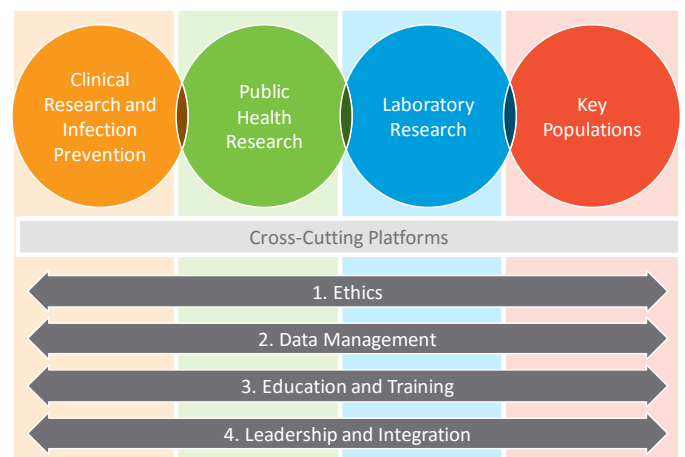 Clinical
Research and
Infection
Prevention
Public
Health
Research
Laboratory
Research
Key
Populations
Cross-Cutting Platforms
1. Ethics
2. Data Management
3. Education and Training
4. Leadership and Integration